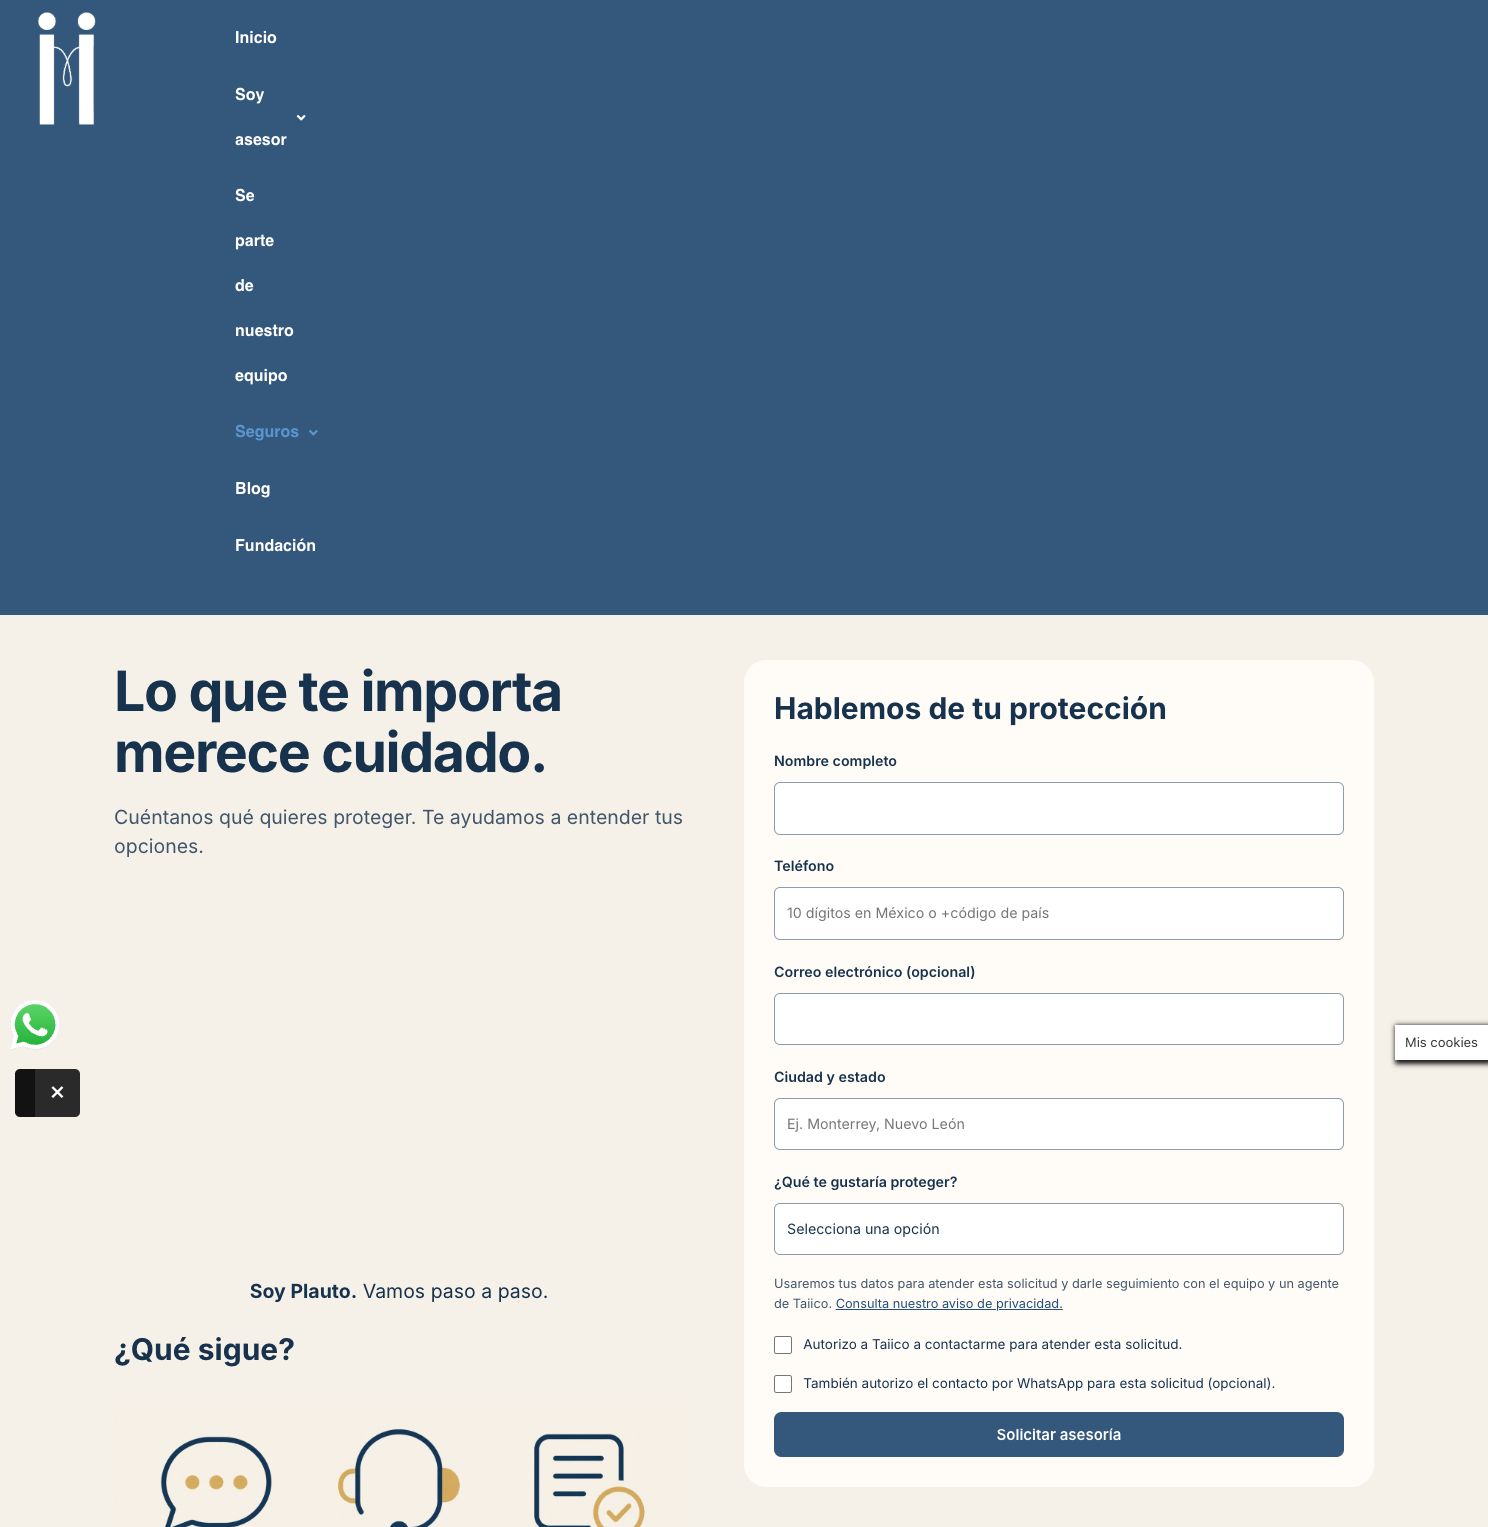 Inicio
Soy
asesor
Se
parte
de
nuestro
equipo
Seguros
Blog
Fundación
Lo que te importa
merece cuidado.
Cuéntanos qué quieres proteger. Te ayudamos a entender tus
opciones.
Soy Plauto. Vamos paso a paso.
¿Qué sigue?
Hablemos de tu protección
Nombre completo
Teléfono
10 dígitos en México o +código de país
Correo electrónico (opcional)
Ciudad y estado
Ej. Monterrey, Nuevo León
¿Qué te gustaría proteger?
Selecciona una opción
Usaremos tus datos para atender esta solicitud y darle seguimiento con el equipo y un agente
de Taiico. Consulta nuestro aviso de privacidad.
Autorizo a Taiico a contactarme para atender esta solicitud.
También autorizo el contacto por WhatsApp para esta solicitud (opcional).
Solicitar asesoría
Mis cookies